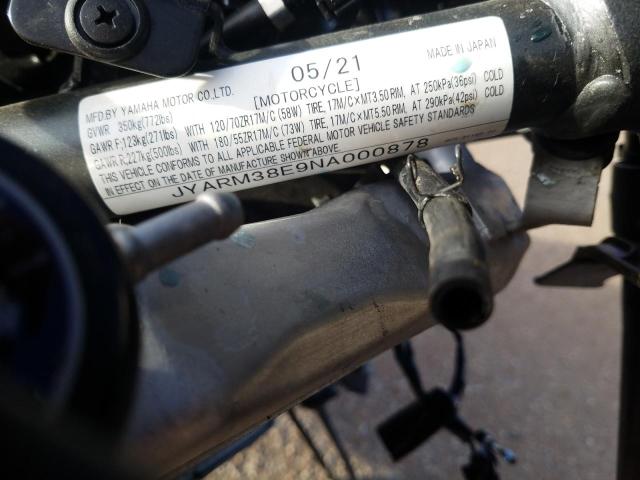 05/21
MFD.BY YAMAHA MOTOR CO.,LTD. [MOTORCYCLE] MADE IN JAPAN
GVWR 350kg(772lbs)
GAWR F:123kg(271lbs) WITH 120/70ZR17M/C (58W) TIRE, 17M/C×MT3.50 RIM, AT 250kPa(36psi) COLD
GAWR R:227kg(500lbs) WITH 180/55ZR17M/C (73W) TIRE, 17M/C×MT5.50 RIM, AT 290kPa(42psi) COLD
THIS VEHICLE CONFORMS TO ALL APPLICABLE FEDERAL MOTOR VEHICLE SAFETY STANDARDS
IN EFFECT ON THE DATE OF MANUFACTURE SHOWN ABOVE.
JYARM38E9NA000878